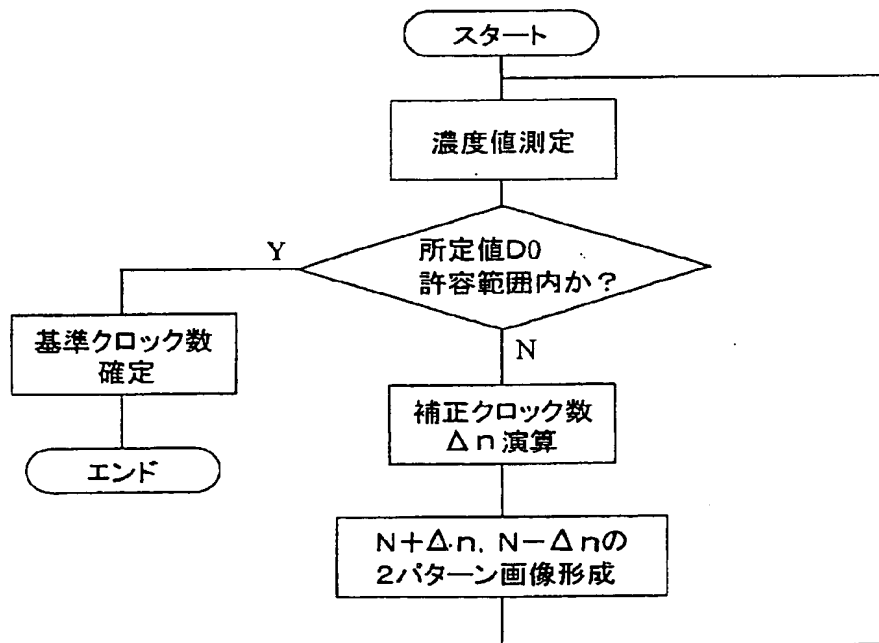 スタート
濃度値測定
所定値D0
許容範囲内か？
Y
N
基準クロック数
確定
エンド
補正クロック数
Δn演算
N+Δn, N−Δnの
2パターン画像形成